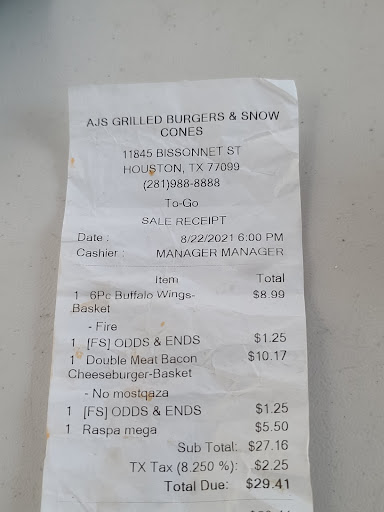 AJS GRILLED BURGERS & SNOW
CONES
11845 BISSONNET ST
HOUSTON, TX 77099
(281)988-8888
To-Go
SALE RECEIPT
Date : 8/22/2021 6:00 PM
Cashier : MANAGER MANAGER
Item Total
1 6Pc Buffalo Wings- $8.99
Basket
- Fire
1 [FS] ODDS & ENDS $1.25
1 Double Meat Bacon $10.17
Cheeseburger-Basket
- No mostqaza
1 [FS] ODDS & ENDS $1.25
1 Raspa mega $5.50
Sub Total: $27.16
TX Tax (8.250 %): $2.25
Total Due: $29.41